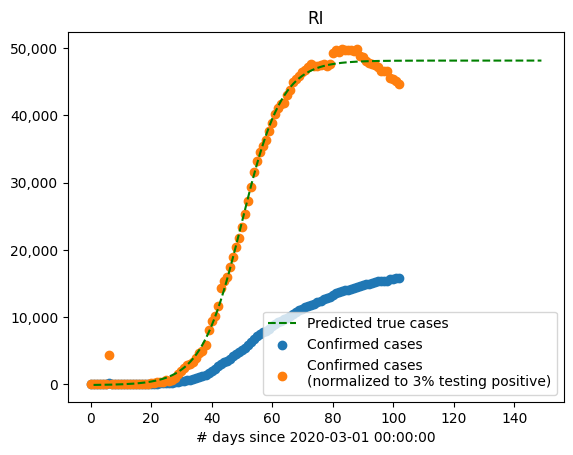 RI
50,000
40,000
30,000
20,000
10,000
0
Predicted true cases
Confirmed cases
Confirmed cases
(normalized to 3% testing positive)
0 20 40 60 80 100 120 140
# days since 2020-03-01 00:00:00